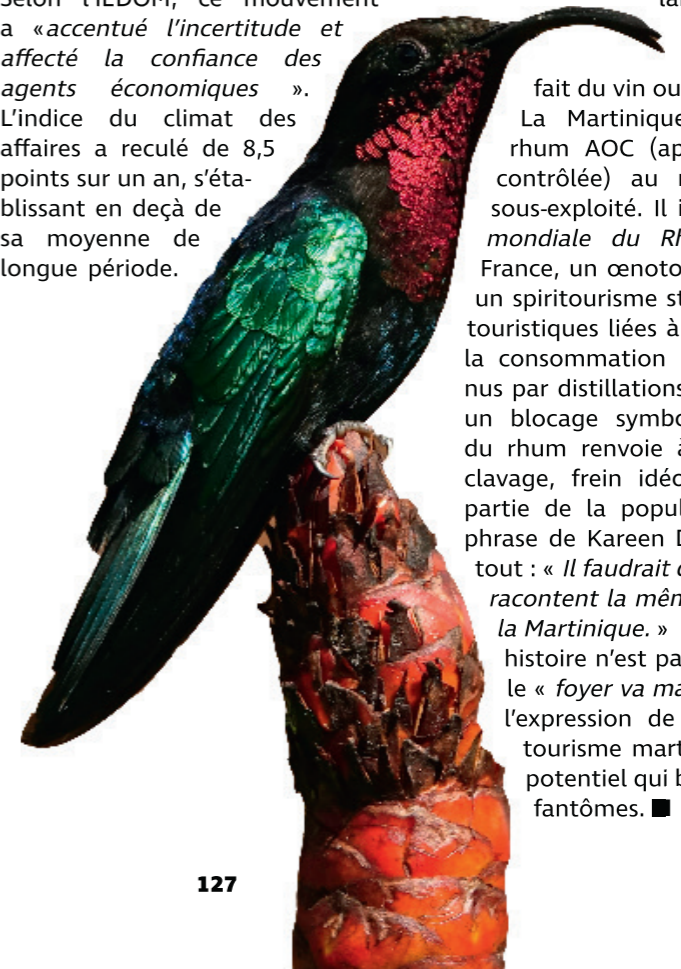 Selon l'IEDOM, ce mouvement
a «accentué l'incertitude et
affecté la confiance des
agents économiques ».
L'indice du climat des
affaires a reculé de 8,5
points sur un an, s'éta-
blissant en deçà de
sa moyenne de
longue période.
fait du vin ou
La Martinique
rhum AOC (ap
contrôlée) au
sous-exploité. Il
mondiale du Rh
France, un œnoto
un spiritourisme st
touristiques liées à
la consommation
nus par distillations
un blocage symbo
du rhum renvoie à
clavage, frein idéo
partie de la popul
phrase de Kareen D
tout : « Il faudrait
racontent la mêm
la Martinique. »
histoire n'est pa
le « foyer va ma
l'expression de
tourisme mart
potentiel qui b
fantômes. ■
127